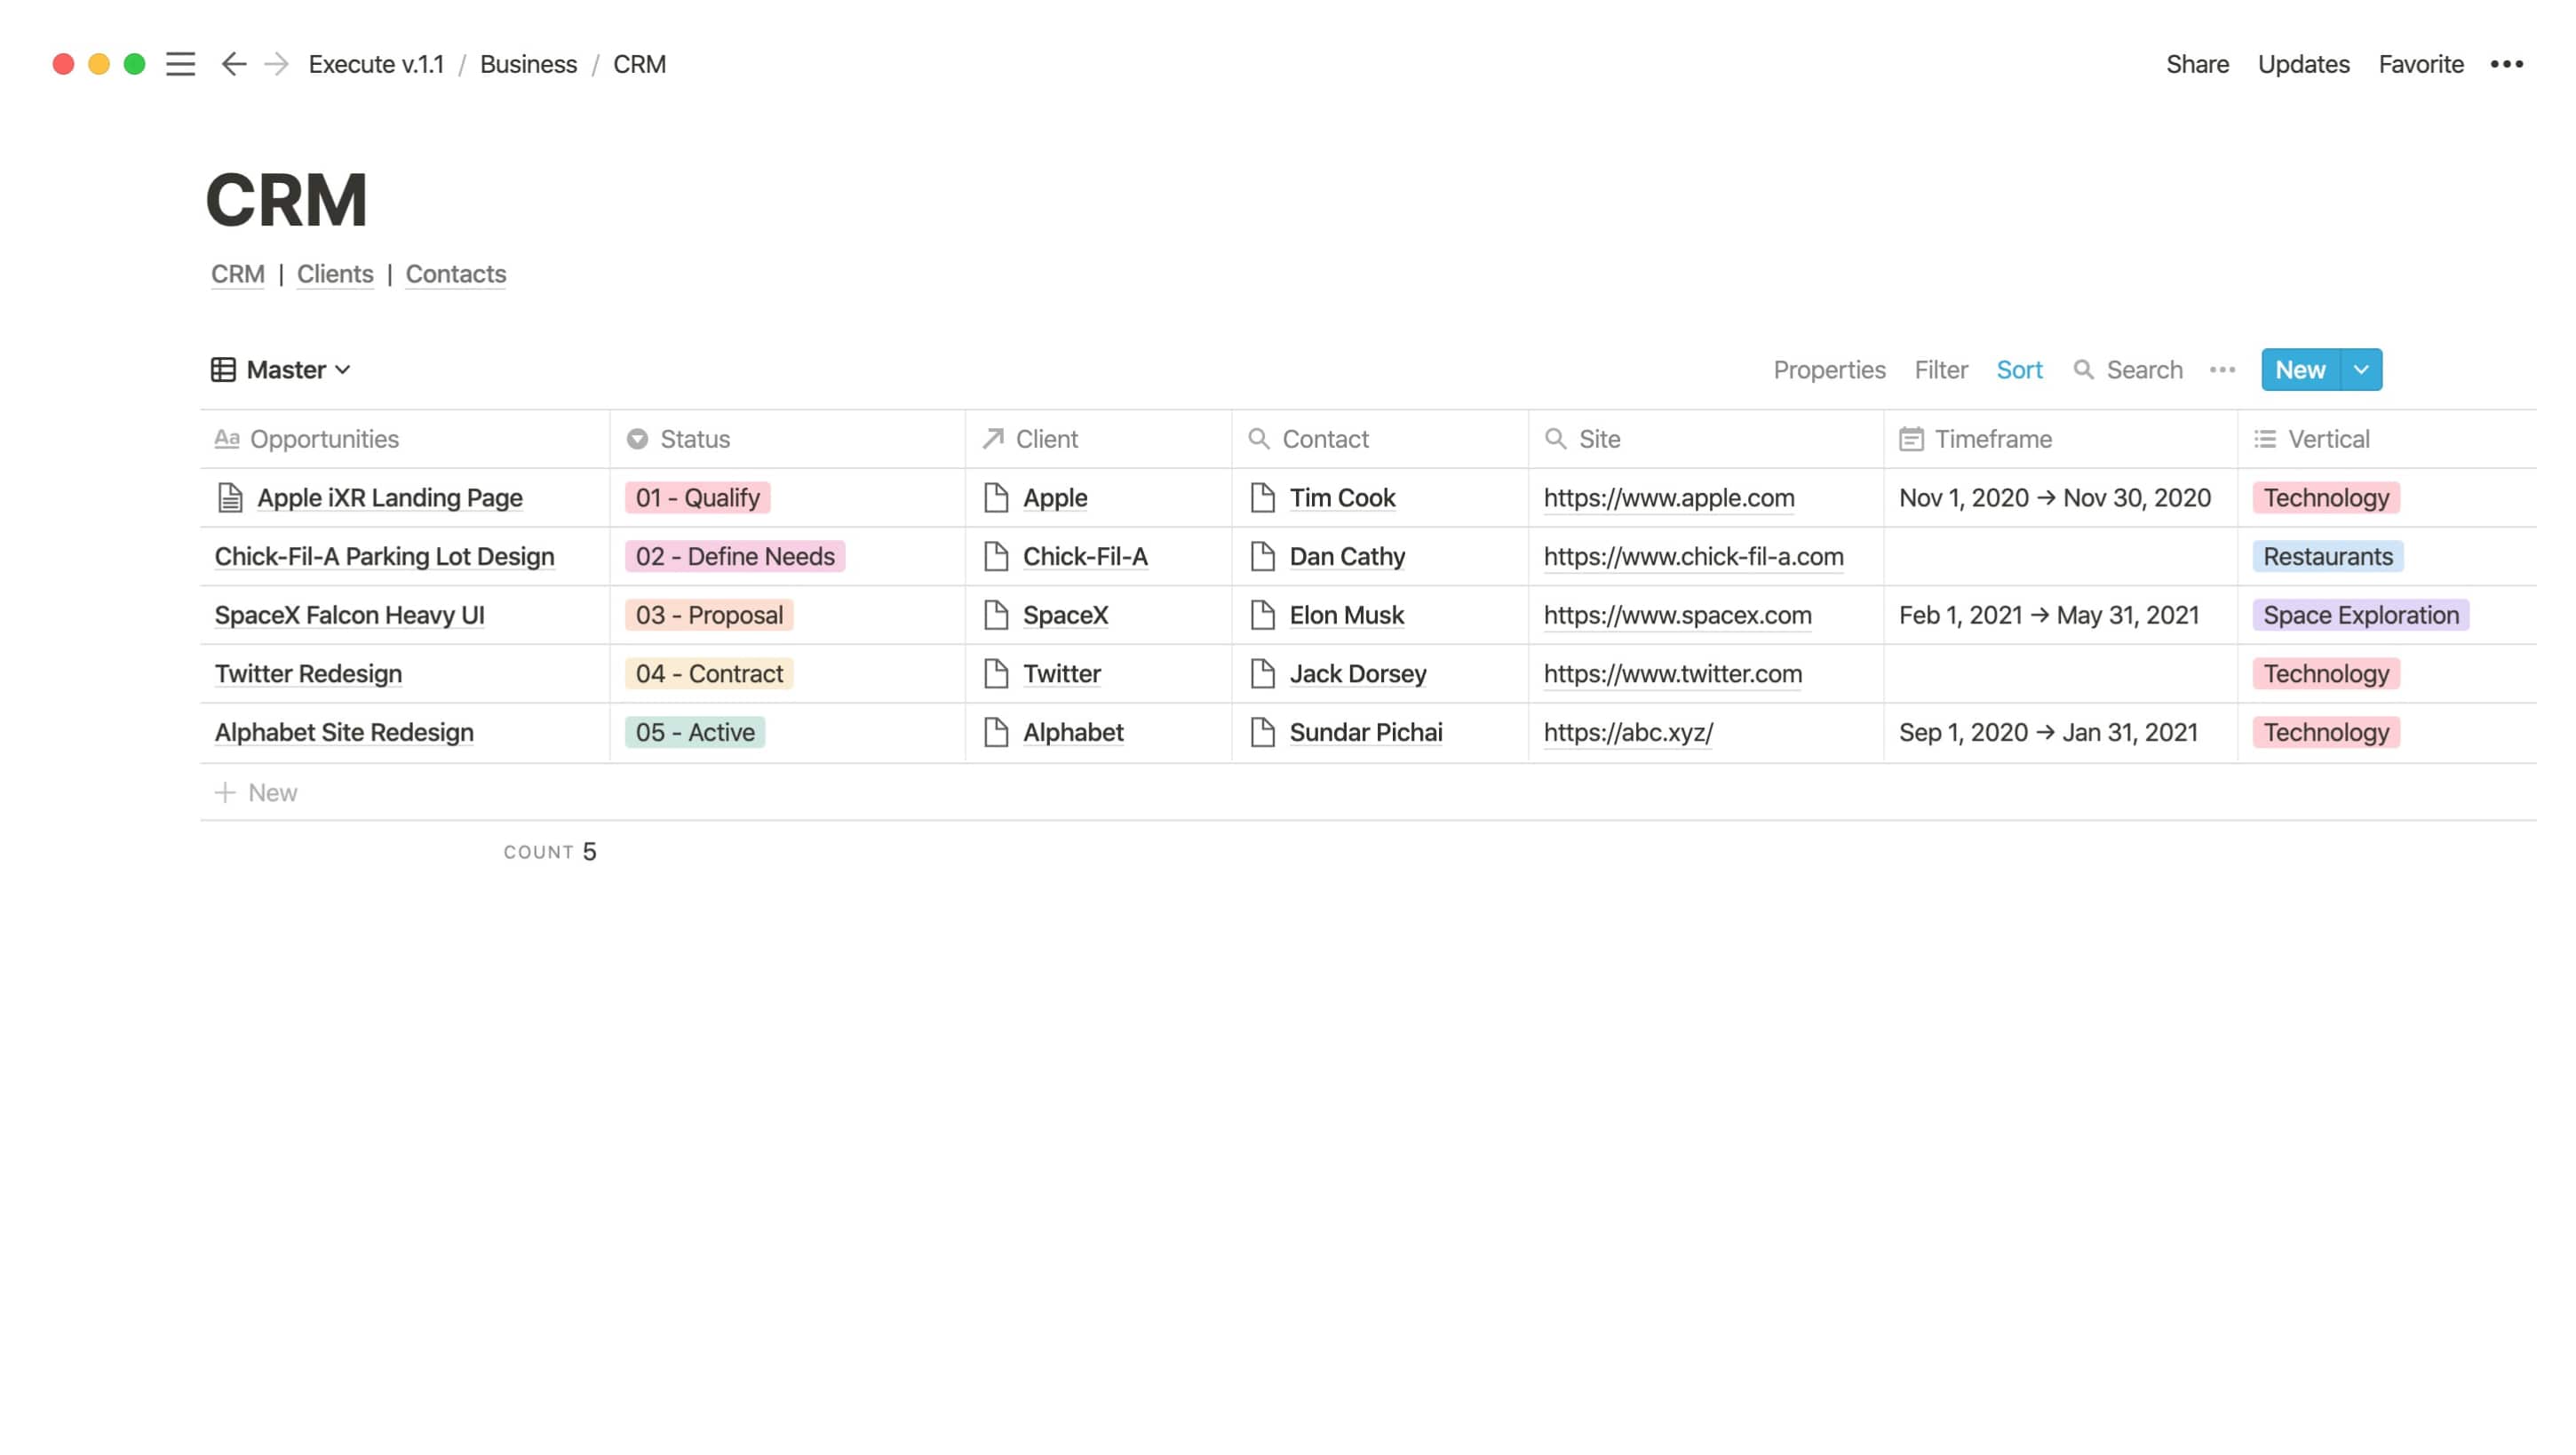 Execute v.1.1 / Business / CRM Share Updates Favorite •••
CRM
CRM | Clients | Contacts
Master Properties Filter Sort Search ••• New
Aa Opportunities Status Client Contact Site Timeframe Vertical
Apple iXR Landing Page 01 - Qualify Apple Tim Cook https://www.apple.com Nov 1, 2020 → Nov 30, 2020 Technology
Chick-Fil-A Parking Lot Design 02 - Define Needs Chick-Fil-A Dan Cathy https://www.chick-fil-a.com Restaurants
SpaceX Falcon Heavy UI 03 - Proposal SpaceX Elon Musk https://www.spacex.com Feb 1, 2021 → May 31, 2021 Space Exploration
Twitter Redesign 04 - Contract Twitter Jack Dorsey https://www.twitter.com Technology
Alphabet Site Redesign 05 - Active Alphabet Sundar Pichai https://abc.xyz/ Sep 1, 2020 → Jan 31, 2021 Technology
+ New
COUNT 5